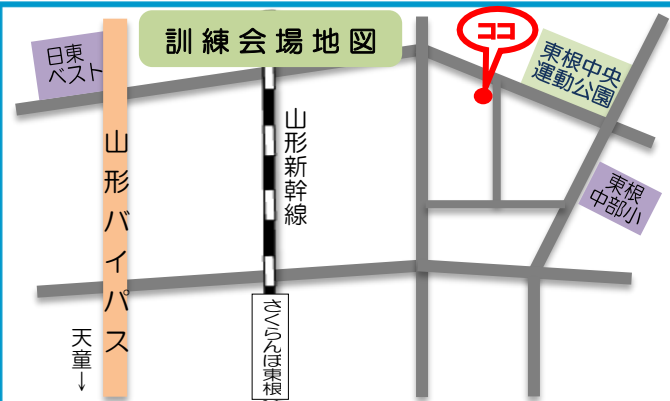 訓練会場地図
ココ
日東
ベスト
東根中央
運動公園
山形バイパス
山形新幹線
東根
中部小
さくらんぼ東根
天童↓